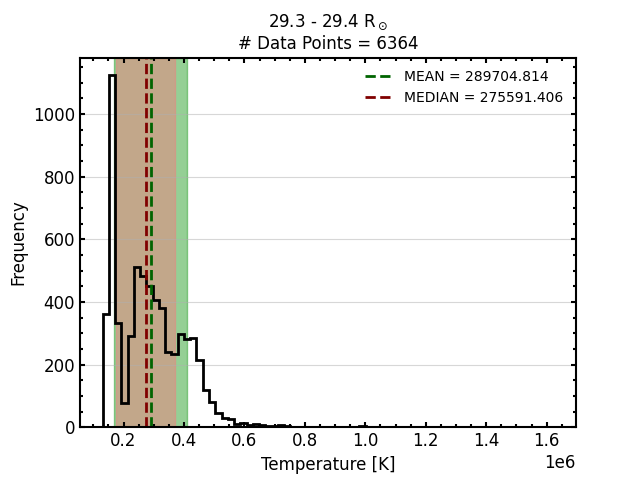 29.3 - 29.4 R⊙
# Data Points = 6364
MEAN = 289704.814
MEDIAN = 275591.406
Frequency
1000
800
600
400
200
0
0.2 0.4 0.6 0.8 1.0 1.2 1.4 1.6
1e6
Temperature [K]